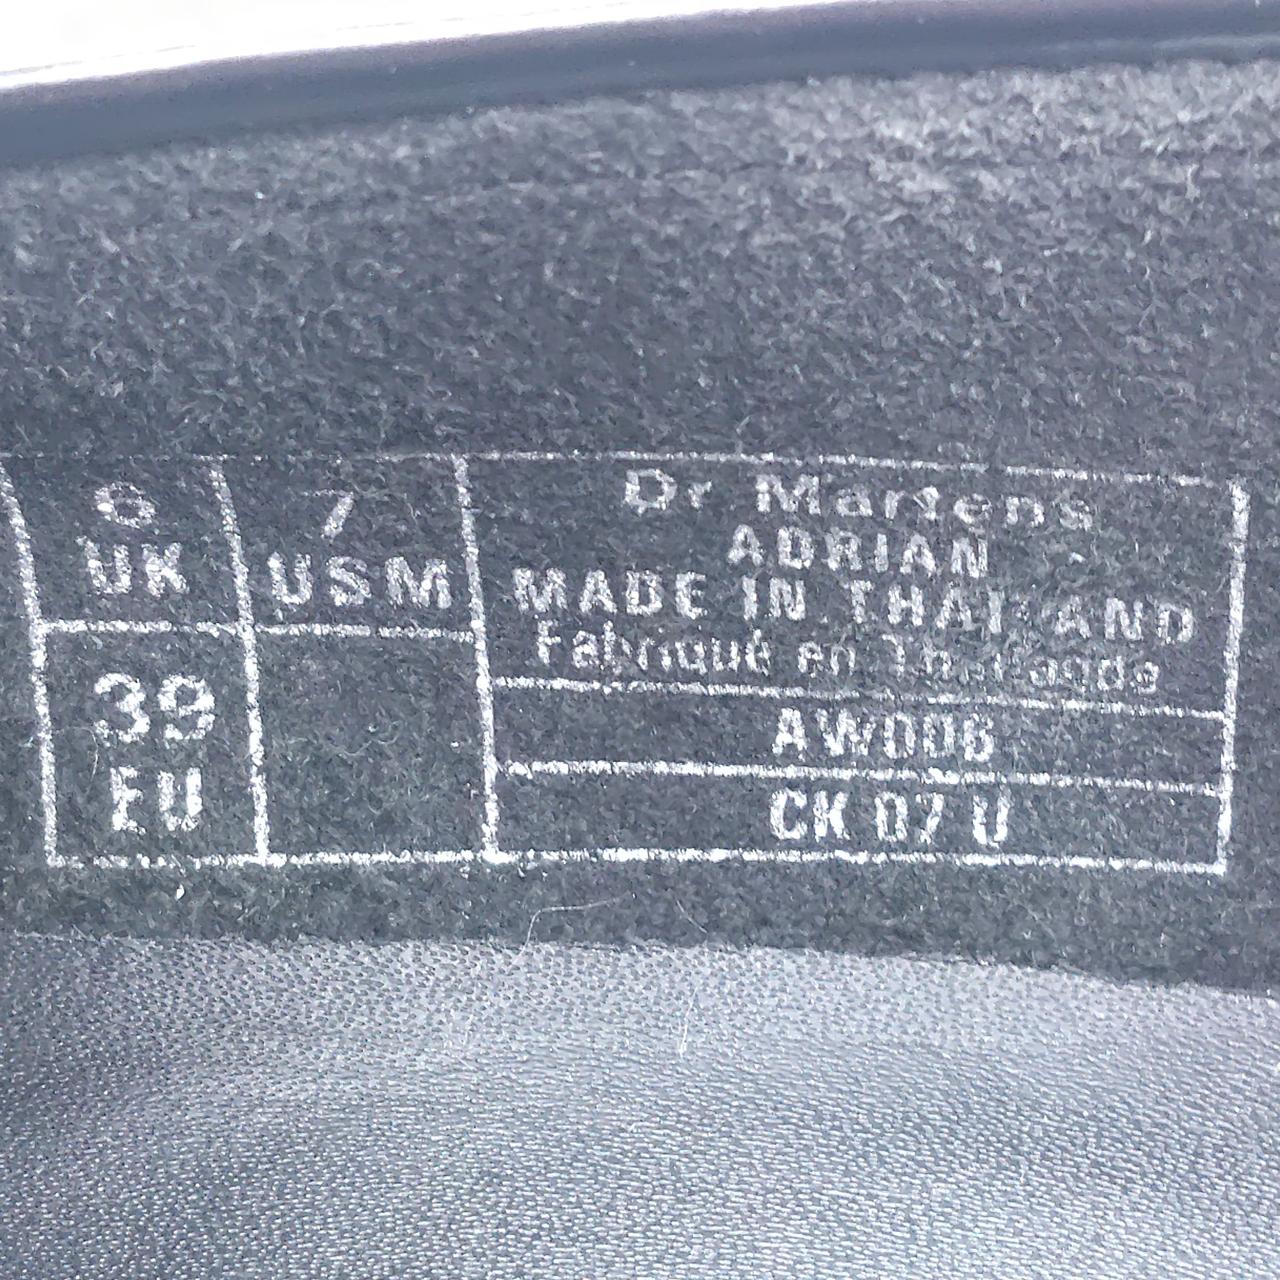 6
UK
7
USM
39
EU
Dr Martens
ADRIAN
MADE IN THAILAND
Fabriqué en Thaïlande
AW006
CK 07 U